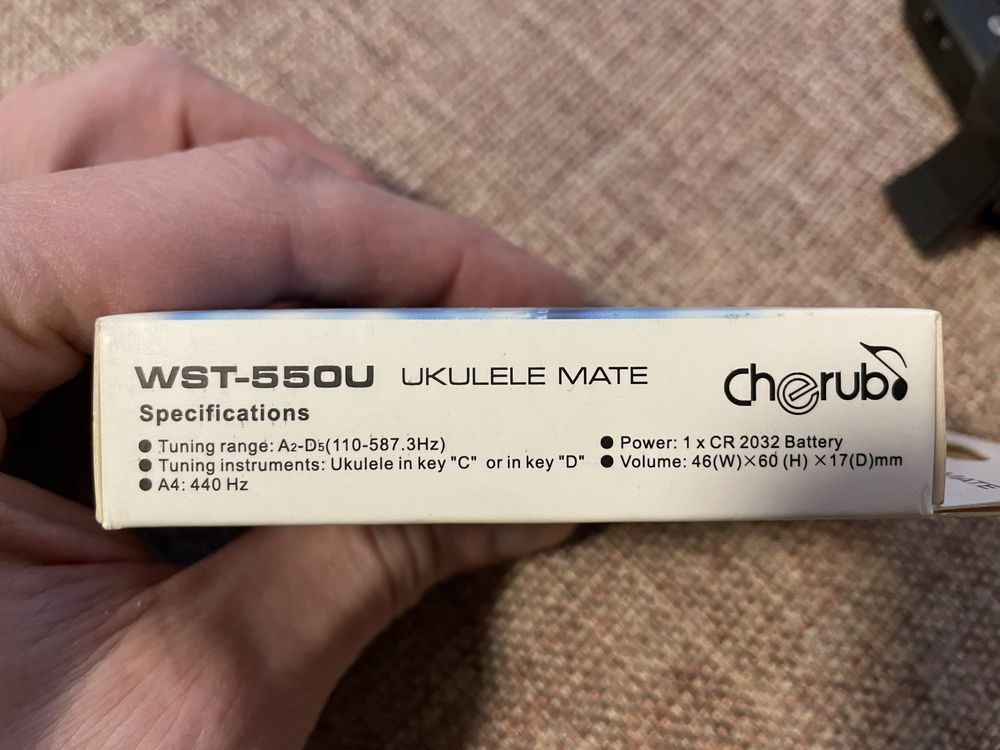 WST-550U UKULELE MATE
cherub
Specifications
● Tuning range: A2-D5(110-587.3Hz)
● Tuning instruments: Ukulele in key "C" or in key "D"
● A4: 440 Hz
● Power: 1 x CR 2032 Battery
● Volume: 46(W)×60 (H) ×17(D)mm
MATE